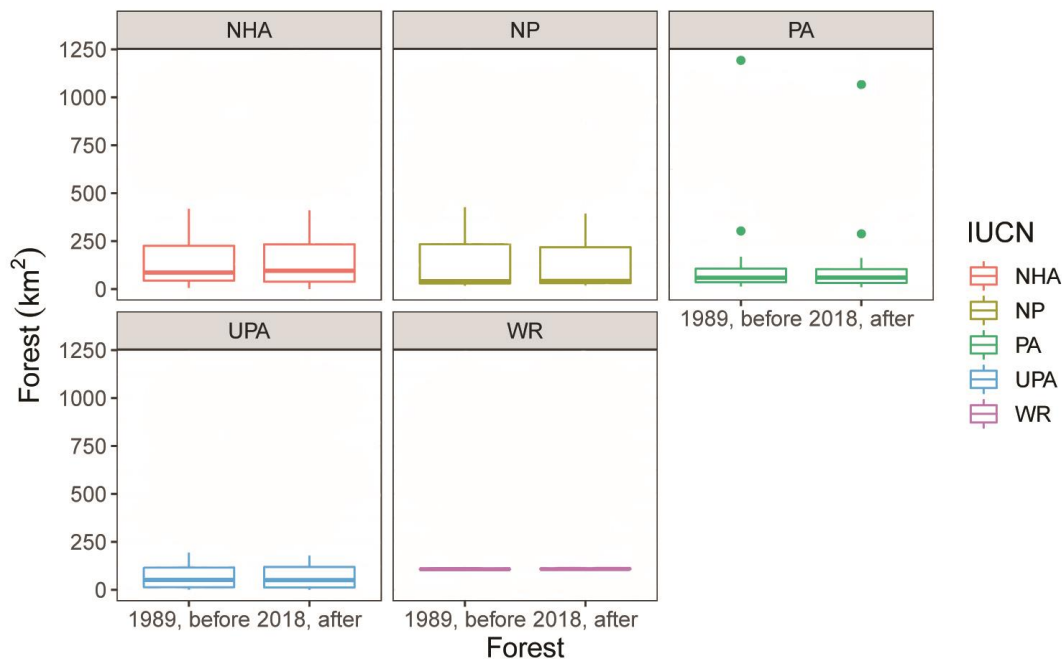 NHA
NP
PA
1250
1000
750
500
250
0
1989, before 2018, after
UPA
WR
1250
1000
750
500
250
0
1989, before 2018, after
1989, before 2018, after
Forest
Forest (km²)
IUCN
NHA
NP
PA
UPA
WR